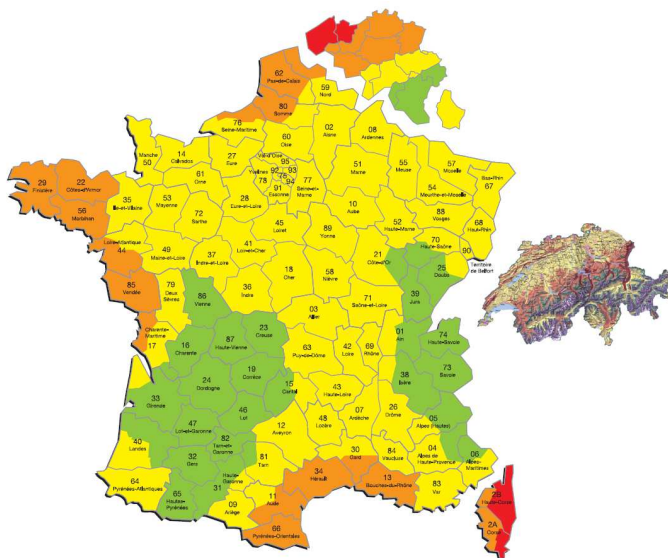 62
Pas-de-Calais
59
Nord
80
Somme
76
Seine-Maritime
02
Aisne
08
Ardennes
60
Oise
Manche
50
14
Calvados
27
Eure
Val-d'Oise
95
Yvelines
78
92
93
75
94
91
Essonne
77
Seine-et-Marne
51
Marne
55
Meuse
57
Moselle
Bas-Rhin
67
61
Orne
54
Meurthe-et-Moselle
29
Finistère
22
Côtes-d'Armor
56
Morbihan
35
Ille-et-Vilaine
53
Mayenne
72
Sarthe
28
Eure-et-Loire
10
Aube
88
Vosges
68
Haut-Rhin
52
Haute-Marne
45
Loiret
89
Yonne
70
Haute-Saône
90
Territoire
de Belfort
Loire-Atlantique
44
49
Maine-et-Loire
37
Indre-et-Loire
41
Loir-et-Cher
21
Côte-d'Or
25
Doubs
18
Cher
58
Nièvre
85
Vendée
79
Deux
Sèvres
86
Vienne
36
Indre
39
Jura
71
Saône-et-Loire
03
Allier
Charente-
Maritime
17
16
Charente
87
Haute-Vienne
23
Creuse
01
Ain
74
Haute-Savoie
63
Puy-de-Dôme
42
Loire
69
Rhône
73
Savoie
19
Corrèze
24
Dordogne
15
Cantal
43
Haute-Loire
38
Isère
33
Gironde
46
Lot
47
Lot-et-Garonne
48
Lozère
07
Ardèche
26
Drôme
05
Alpes (Hautes)
12
Aveyron
82
Tarn-et-
Garonne
40
Landes
32
Gers
81
Tarn
30
Gard
84
Vaucluse
04
Alpes de
Haute-Provence
06
Alpes-
Maritimes
34
Hérault
13
Bouches-du-Rhône
83
Var
64
Pyrénées-Atlantiques
65
Hautes-
Pyrénées
Haute-
Garonne
31
09
Ariège
11
Aude
66
Pyrénées-Orientales
2B
Haute-Corse
2A
Corse